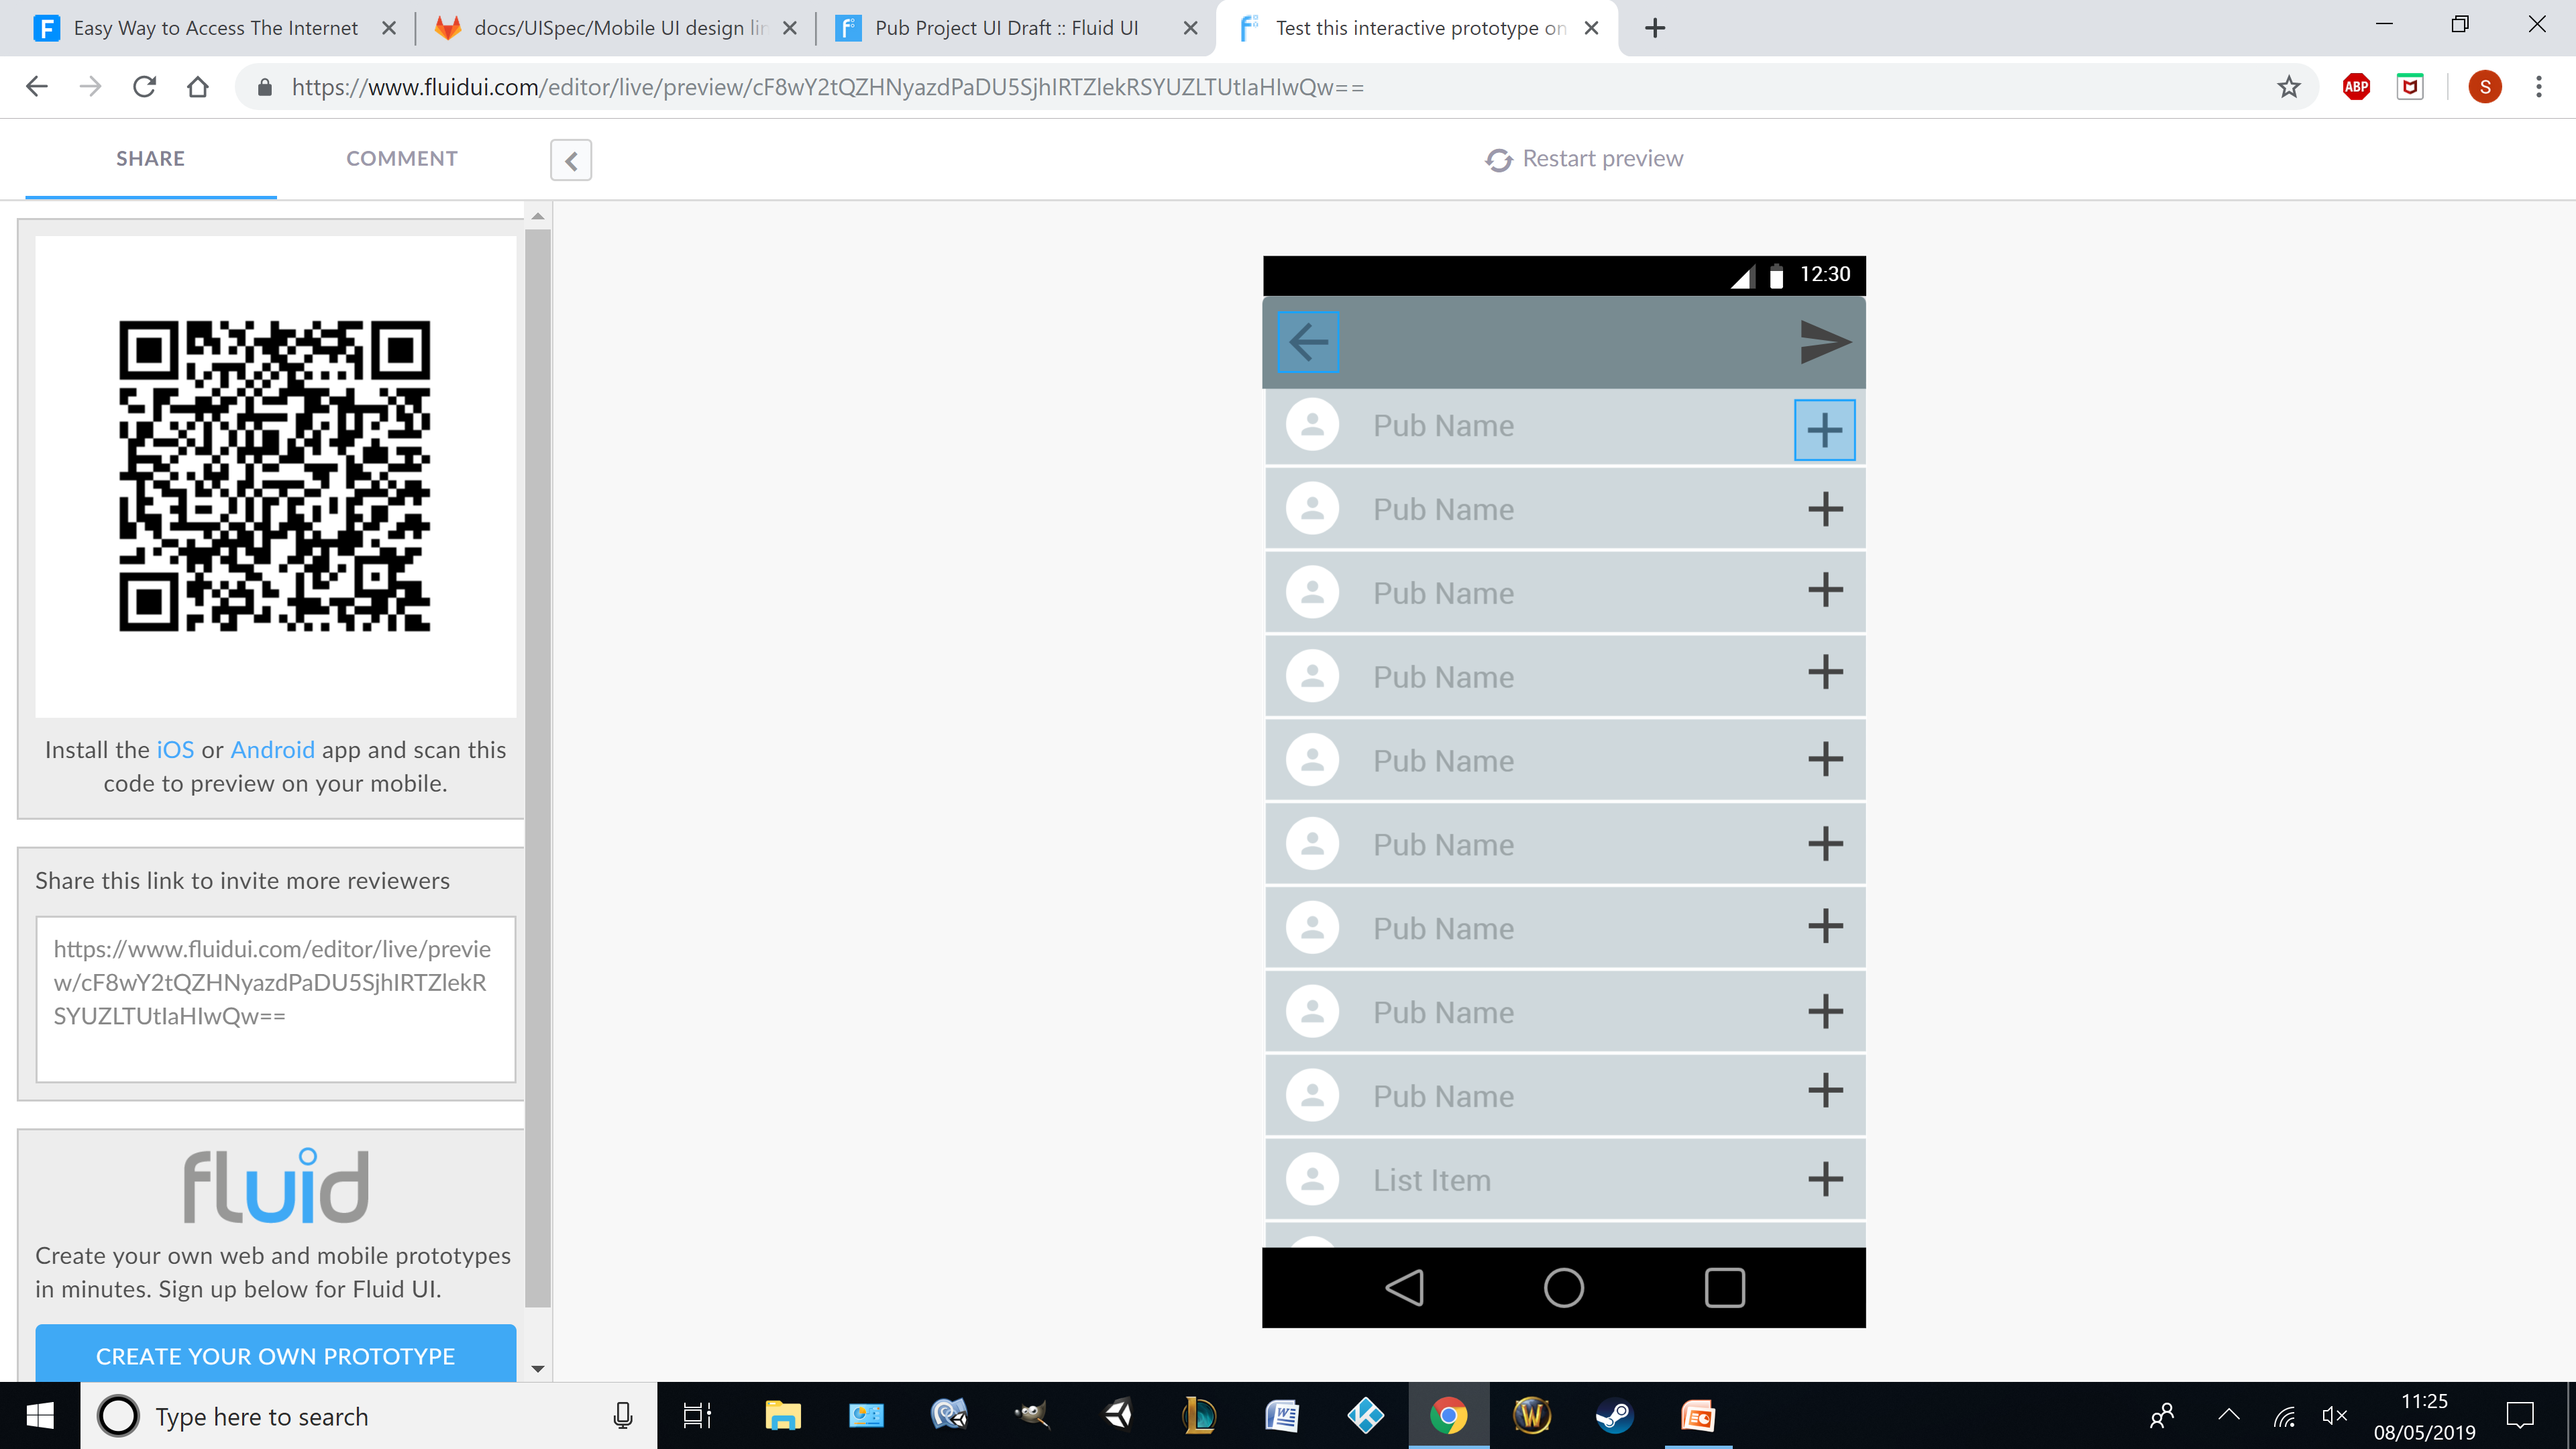 Easy Way to Access The Internet
docs/UISpec/Mobile UI design lin
Pub Project UI Draft :: Fluid UI
Test this interactive prototype on
https://www.fluidui.com/editor/live/preview/cF8wY2tQZHNyazdPaDU5SjhIRTZlekRSYUZLTUtIaHIwQw==
ABP
S
SHARE
COMMENT
Restart preview
Install the iOS or Android app and scan this
code to preview on your mobile.
Share this link to invite more reviewers
https://www.fluidui.com/editor/live/previe
w/cF8wY2tQZHNyazdPaDU5SjhIRTZlekR
SYUZLTUtIaHIwQw==
fluid
Create your own web and mobile prototypes
in minutes. Sign up below for Fluid UI.
CREATE YOUR OWN PROTOTYPE
12:30
Pub Name
Pub Name
Pub Name
Pub Name
Pub Name
Pub Name
Pub Name
Pub Name
Pub Name
List Item
Type here to search
11:25
08/05/2019